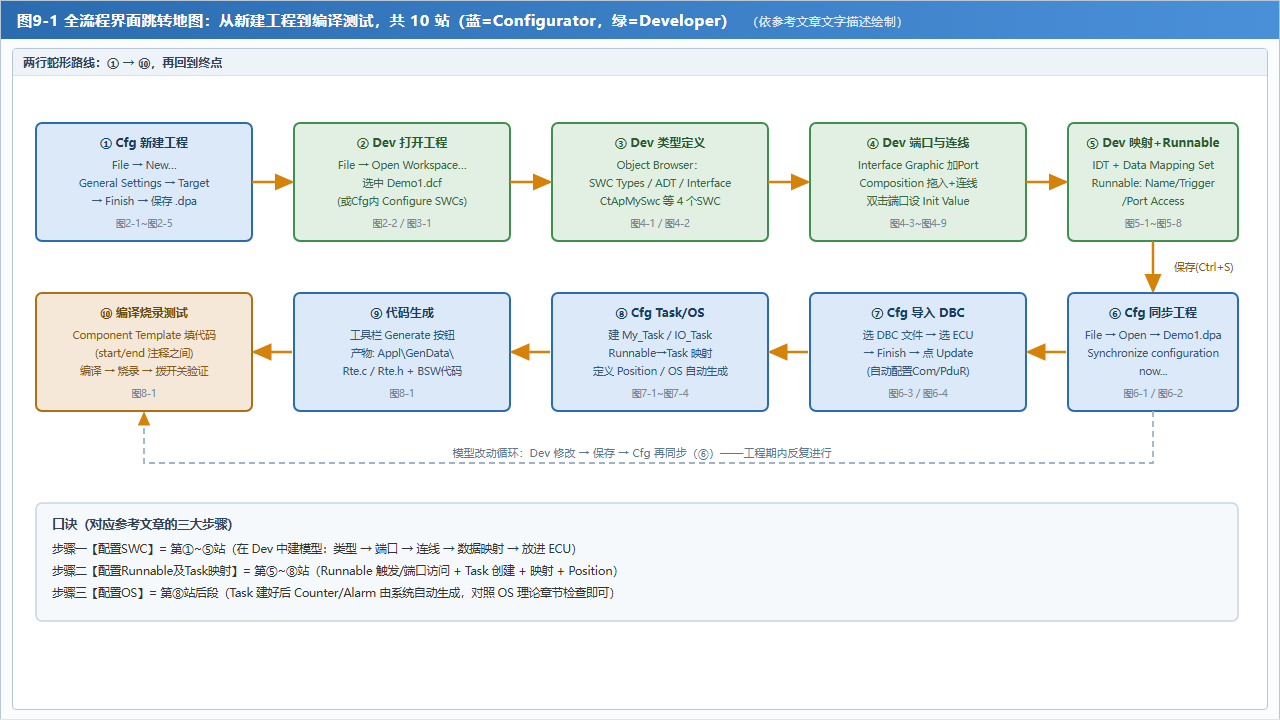 图9-1 全流程界面跳转地图：从新建工程到编译测试，共 10 站（蓝=Configurator，绿=Developer） （依参考文章文字描述绘制）
两行蛇形路线：① → ⑩，再回到终点
① Cfg 新建工程
File → New…
General Settings → Target
→ Finish → 保存 .dpa
图2-1~图2-5
② Dev 打开工程
File → Open Workspace…
选中 Demo1.dcf
(或Cfg内 Configure SWCs)
图2-2 / 图3-1
③ Dev 类型定义
Object Browser：
SWC Types / ADT / Interface
CtApMySwc 等 4 个SWC
图4-1 / 图4-2
④ Dev 端口与连线
Interface Graphic 加Port
Composition 拖入+连线
双击端口设 Init Value
图4-3~图4-9
⑤ Dev 映射+Runnable
IDT + Data Mapping Set
Runnable: Name/Trigger
/Port Access
图5-1~图5-8
保存(Ctrl+S)
⑥ Cfg 同步工程
File → Open → Demo1.dpa
Synchronize configuration
now…
图6-1 / 图6-2
⑦ Cfg 导入 DBC
选 DBC 文件 → 选 ECU
→ Finish → 点 Update
(自动配置Com/PduR)
图6-3 / 图6-4
⑧ Cfg Task/OS
建 My_Task / IO_Task
Runnable→Task 映射
定义 Position / OS 自动生成
图7-1~图7-4
⑨ 代码生成
工具栏 Generate 按钮
产物: Appl\GenData\
Rte.c / Rte.h + BSW代码
图8-1
⑩ 编译烧录测试
Component Template 填代码
(start/end 注释之间)
编译 → 烧录 → 拨开关验证
图8-1
模型改动循环：Dev 修改 → 保存 → Cfg 再同步（⑥）——工程期内反复进行
口诀（对应参考文章的三大步骤）
步骤一【配置SWC】= 第①~⑤站（在 Dev 中建模型：类型 → 端口 → 连线 → 数据映射 → 放进 ECU）
步骤二【配置Runnable及Task映射】= 第⑤~⑧站（Runnable 触发/端口访问 + Task 创建 + 映射 + Position）
步骤三【配置OS】= 第⑧站后段（Task 建好后 Counter/Alarm 由系统自动生成，对照 OS 理论章节检查即可）